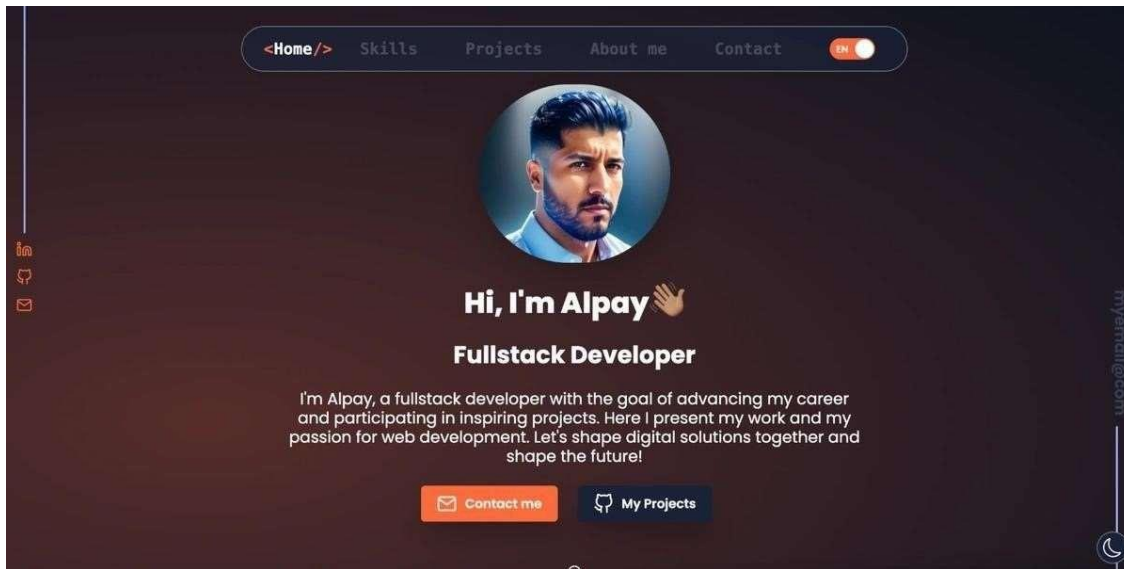 <Home/> Skills Projects About me Contact EN
Hi, I'm Alpay
Fullstack Developer
I'm Alpay, a fullstack developer with the goal of advancing my career
and participating in inspiring projects. Here I present my work and my
passion for web development. Let's shape digital solutions together and
shape the future!
Contact me My Projects
myemail@com